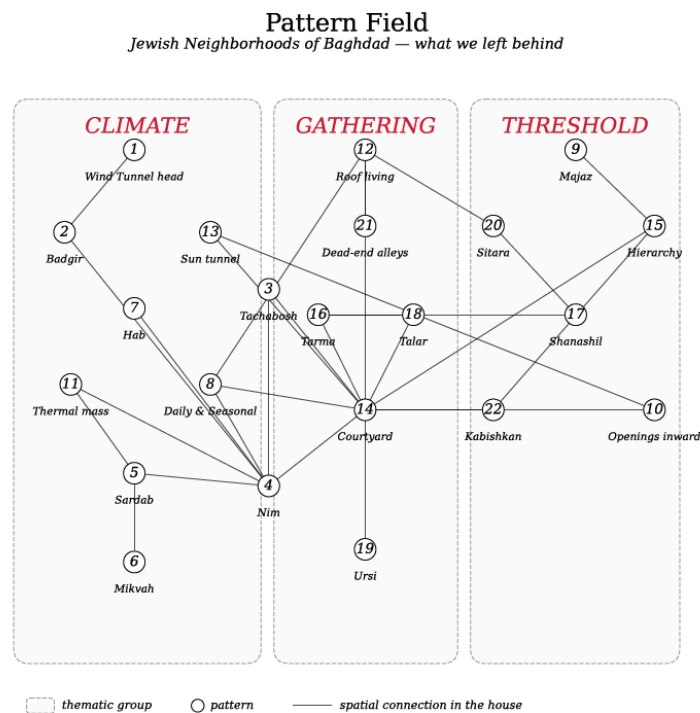 Pattern Field
Jewish Neighborhoods of Baghdad — what we left behind
CLIMATE
GATHERING
THRESHOLD
1
Wind Tunnel head
12
Roof living
9
Majaz
2
Badgir
13
Sun tunnel
21
Dead-end alleys
20
Sitara
15
Hierarchy
3
Tachabosh
7
Hab
16
Tarma
18
Talar
17
Shanashil
11
Thermal mass
8
Daily & Seasonal
14
Courtyard
22
Kabishkan
10
Openings inward
5
Sardab
4
Nim
6
Mikvah
19
Ursi
thematic group
pattern
spatial connection in the house